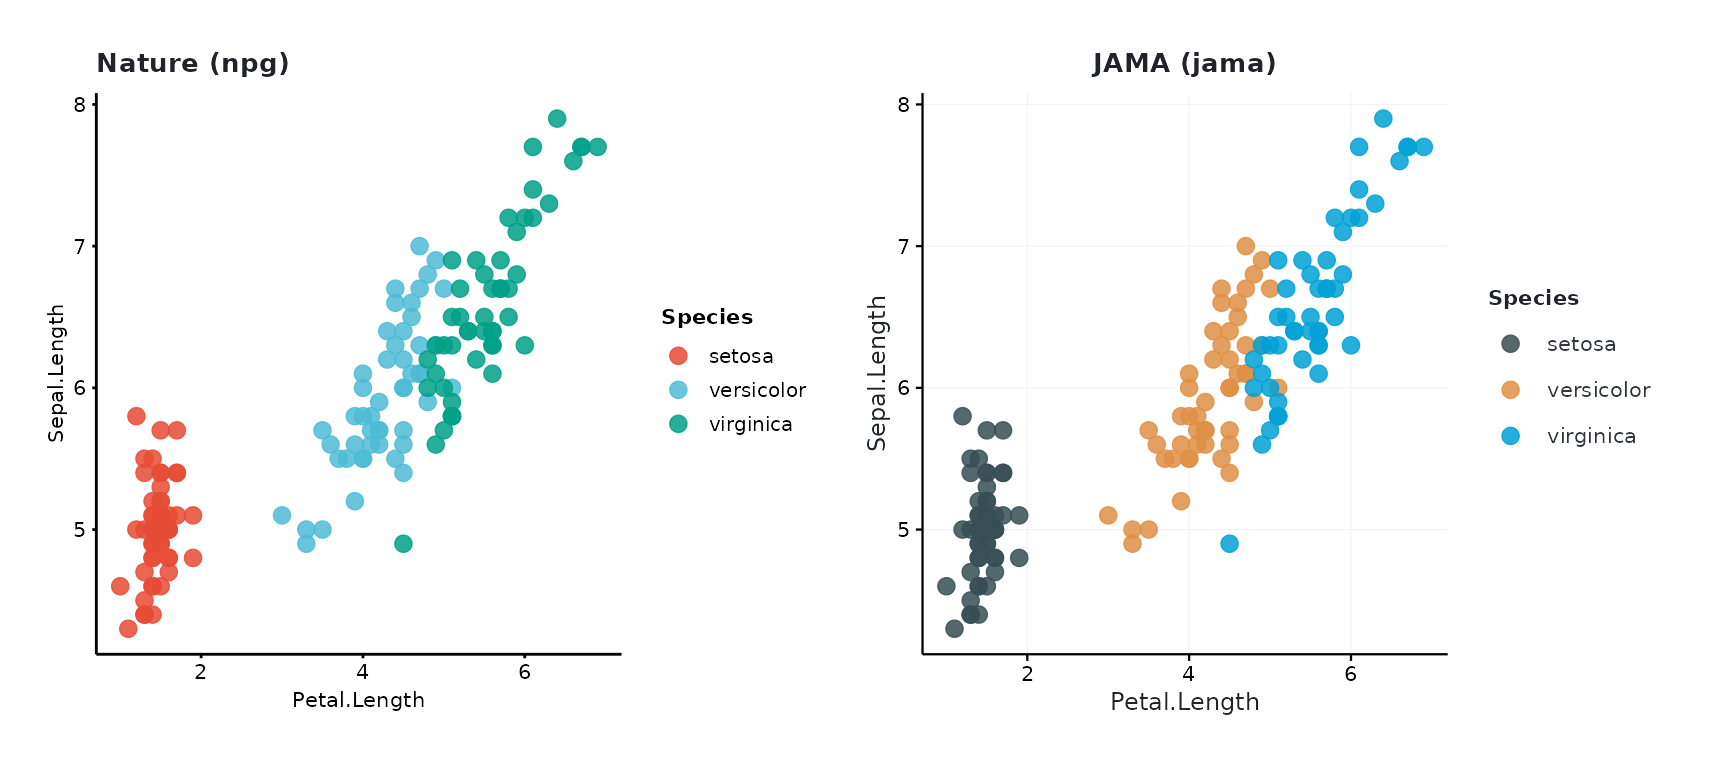 Nature (npg)
8
7
6
5
Sepal.Length
2
4
6
Petal.Length
Species
setosa
versicolor
virginica
JAMA (jama)
8
7
6
5
Sepal.Length
2
4
6
Petal.Length
Species
setosa
versicolor
virginica